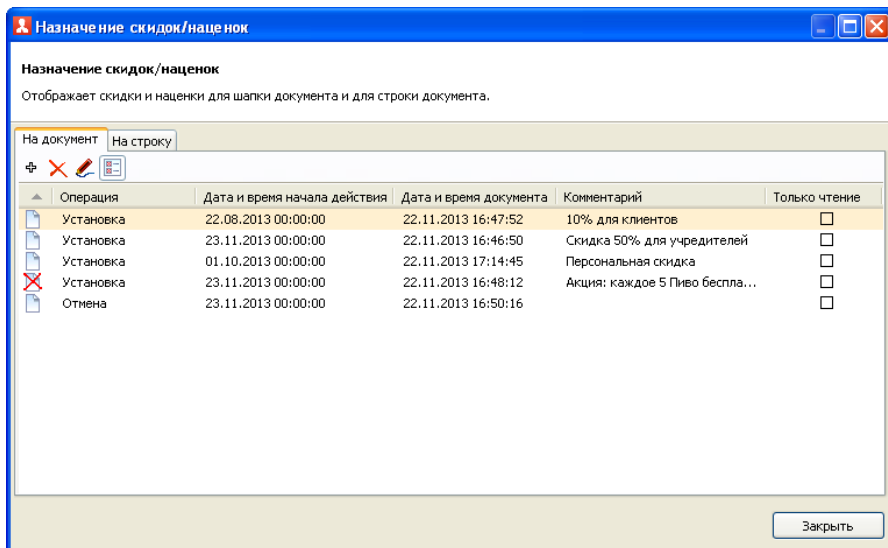 Назначение скидок/наценок
Назначение скидок/наценок
Отображает скидки и наценки для шапки документа и для строки документа.
На документ На строку
Операция Дата и время начала действия Дата и время документа Комментарий Только чтение
Установка 22.08.2013 00:00:00 22.11.2013 16:47:52 10% для клиентов
Установка 23.11.2013 00:00:00 22.11.2013 16:46:50 Скидка 50% для учредителей
Установка 01.10.2013 00:00:00 22.11.2013 17:14:45 Персональная скидка
Установка 23.11.2013 00:00:00 22.11.2013 16:48:12 Акция: каждое 5 Пиво беспла...
Отмена 23.11.2013 00:00:00 22.11.2013 16:50:16
Закрыть